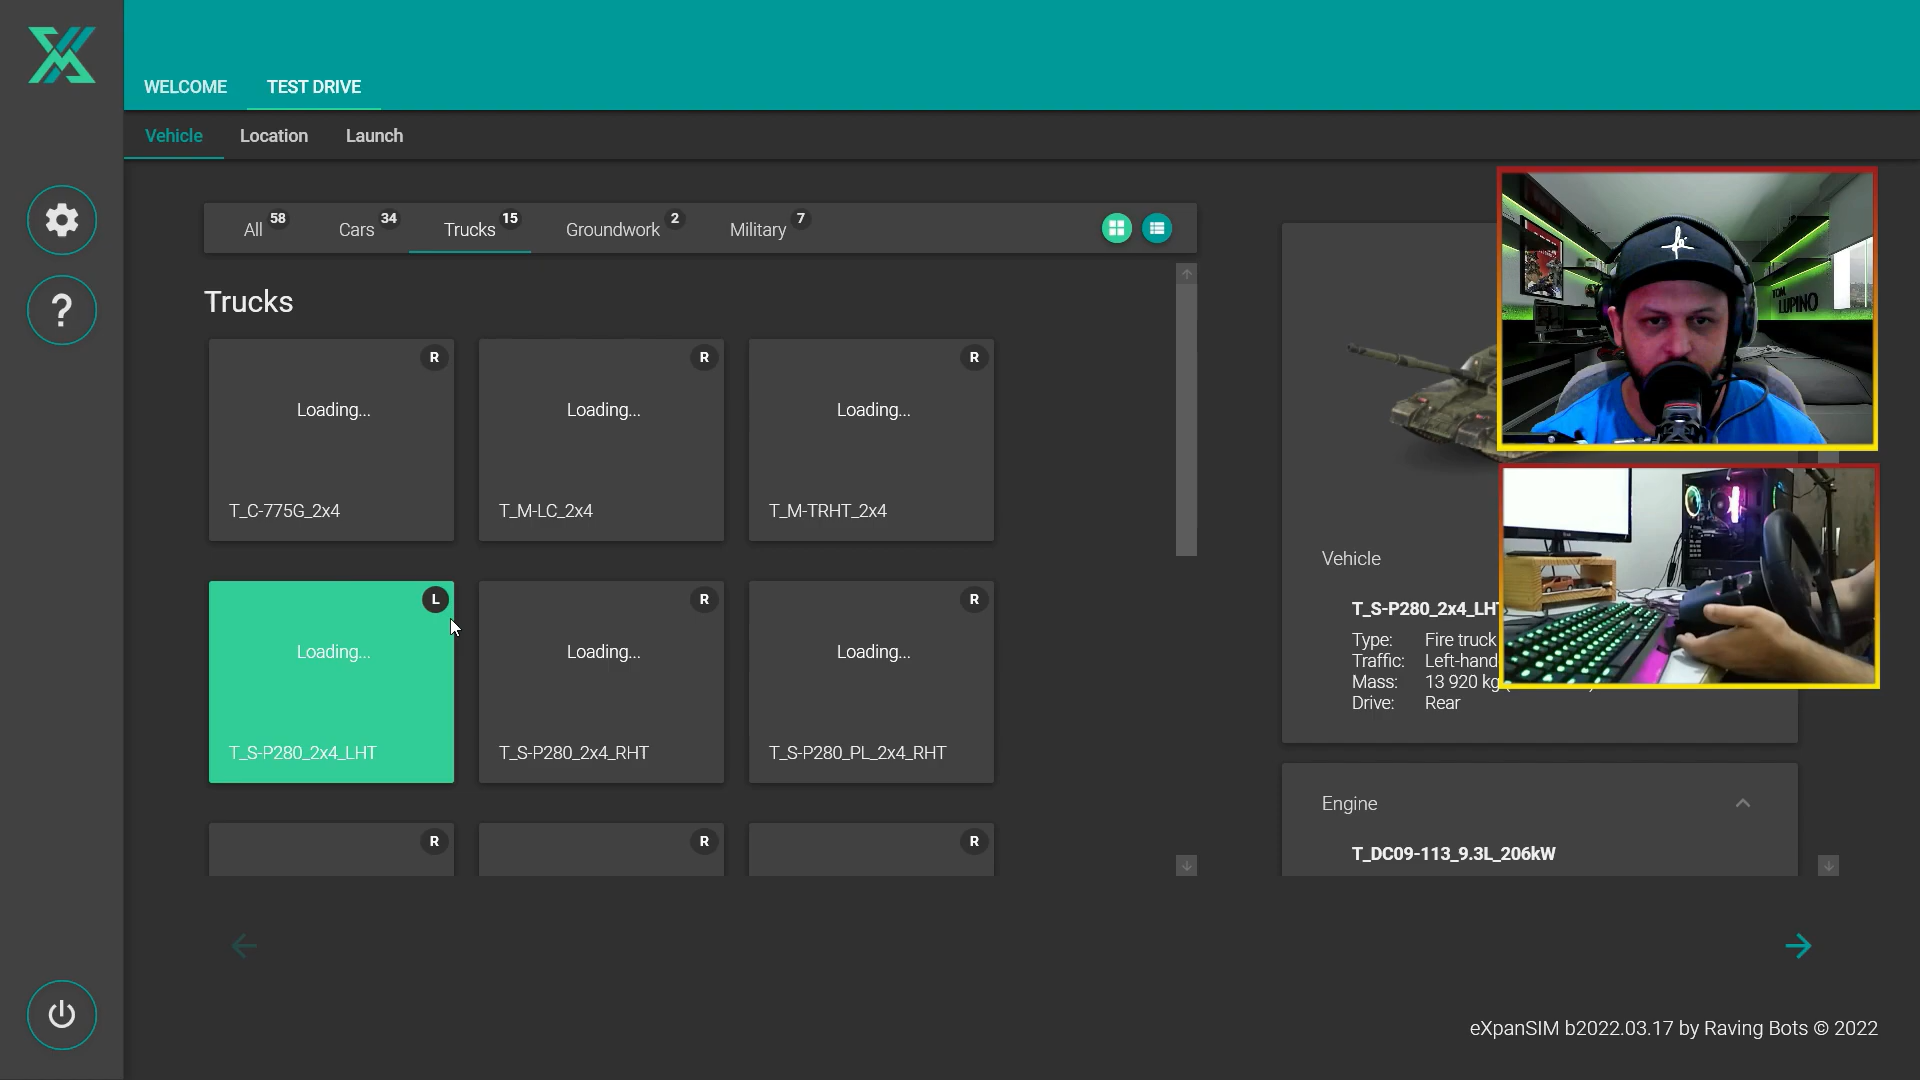 WELCOME
TEST DRIVE
Vehicle
Location
Launch
All 58
Cars 34
Trucks 15
Groundwork 2
Military 7
Trucks
R
Loading...
T_C-775G_2x4
R
Loading...
T_M-LC_2x4
R
Loading...
T_M-TRHT_2x4
L
Loading...
T_S-P280_2x4_LHT
R
Loading...
T_S-P280_2x4_RHT
R
Loading...
T_S-P280_PL_2x4_RHT
R
R
R
TOM
LUPINO
Vehicle
T_S-P280_2x4_LHT
Type: Fire truck
Traffic: Left-hand
Mass: 13 920 kg
Drive: Rear
Engine
T_DC09-113_9.3L_206kW
eXpanSIM b2022.03.17 by Raving Bots © 2022